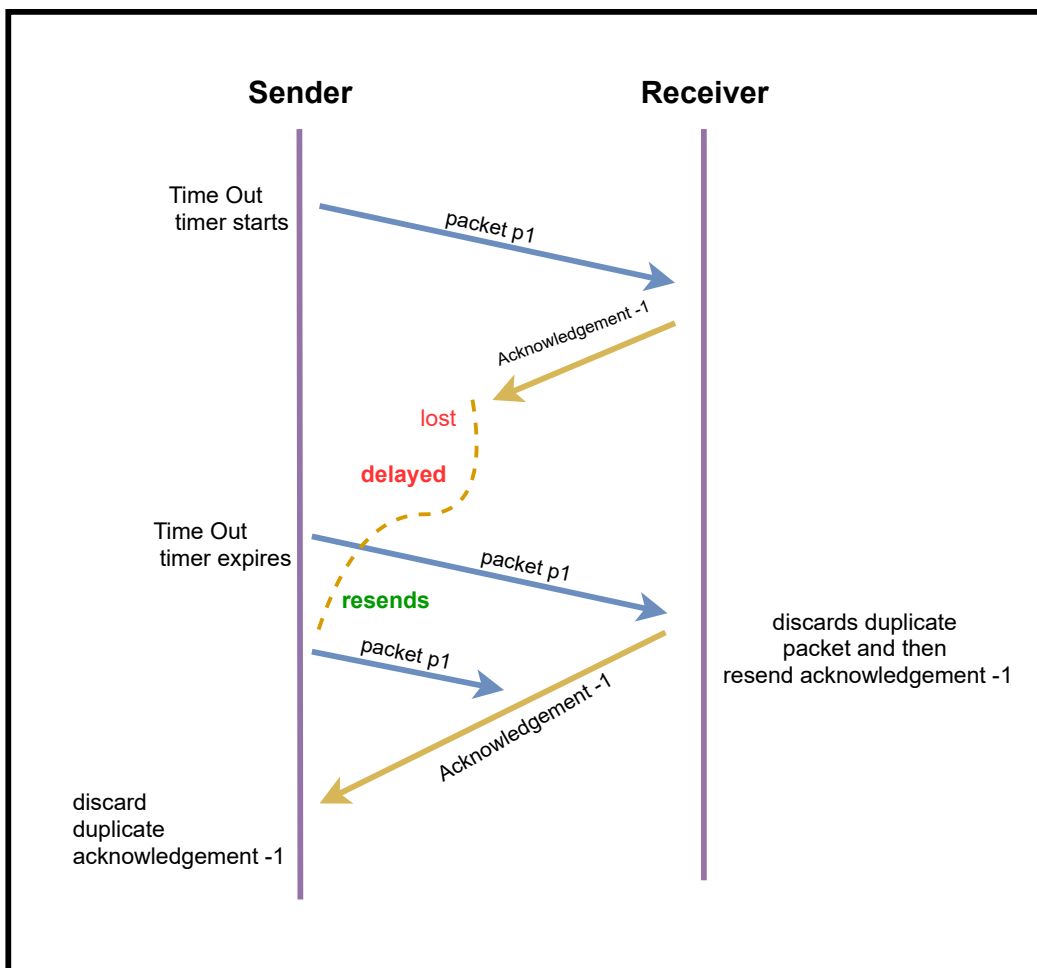 Sender
Receiver
Time Out
timer starts
packet p1
Acknowledgement -1
lost
delayed
Time Out
timer expires
packet p1
resends
packet p1
discards duplicate
packet and then
resend acknowledgement -1
Acknowledgement -1
discard
duplicate
acknowledgement -1